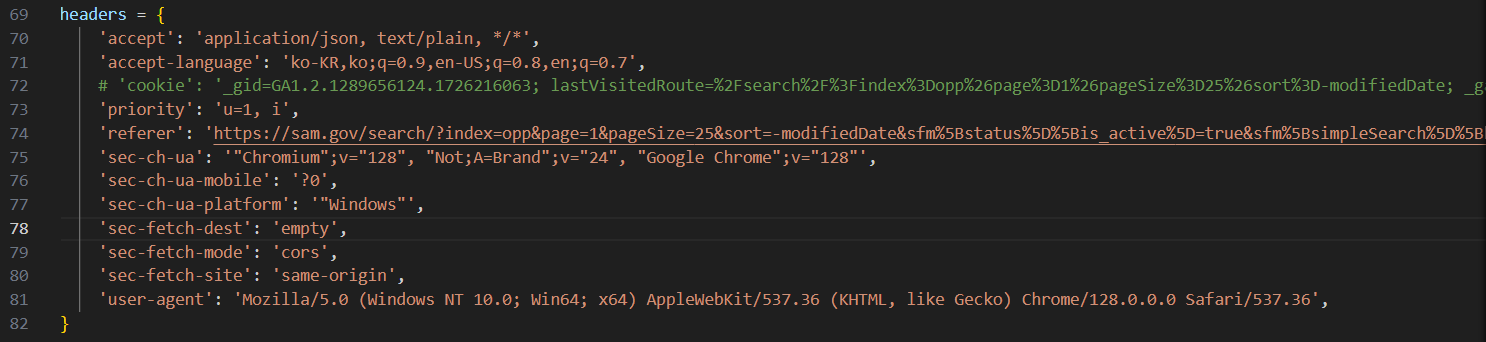 69 headers = {
70 'accept': 'application/json, text/plain, */*',
71 'accept-language': 'ko-KR,ko;q=0.9,en-US;q=0.8,en;q=0.7',
72 # 'cookie': '_gid=GA1.2.1289656124.1726216063; lastVisitedRoute=%2Fsearch%2F%3Findex%3Dopp%26page%3D1%26pageSize%3D25%26sort%3D-modifiedDate; _ga
73 'priority': 'u=1, i',
74 'referer': 'https://sam.gov/search/?index=opp&page=1&pageSize=25&sort=-modifiedDate&sfm%5Bstatus%5D%5Bis_active%5D=true&sfm%5BsimpleSearch%5D%5B
75 'sec-ch-ua': '"Chromium";v="128", "Not;A=Brand";v="24", "Google Chrome";v="128"',
76 'sec-ch-ua-mobile': '?0',
77 'sec-ch-ua-platform': '"Windows"',
78 'sec-fetch-dest': 'empty',
79 'sec-fetch-mode': 'cors',
80 'sec-fetch-site': 'same-origin',
81 'user-agent': 'Mozilla/5.0 (Windows NT 10.0; Win64; x64) AppleWebKit/537.36 (KHTML, like Gecko) Chrome/128.0.0.0 Safari/537.36',
82 }